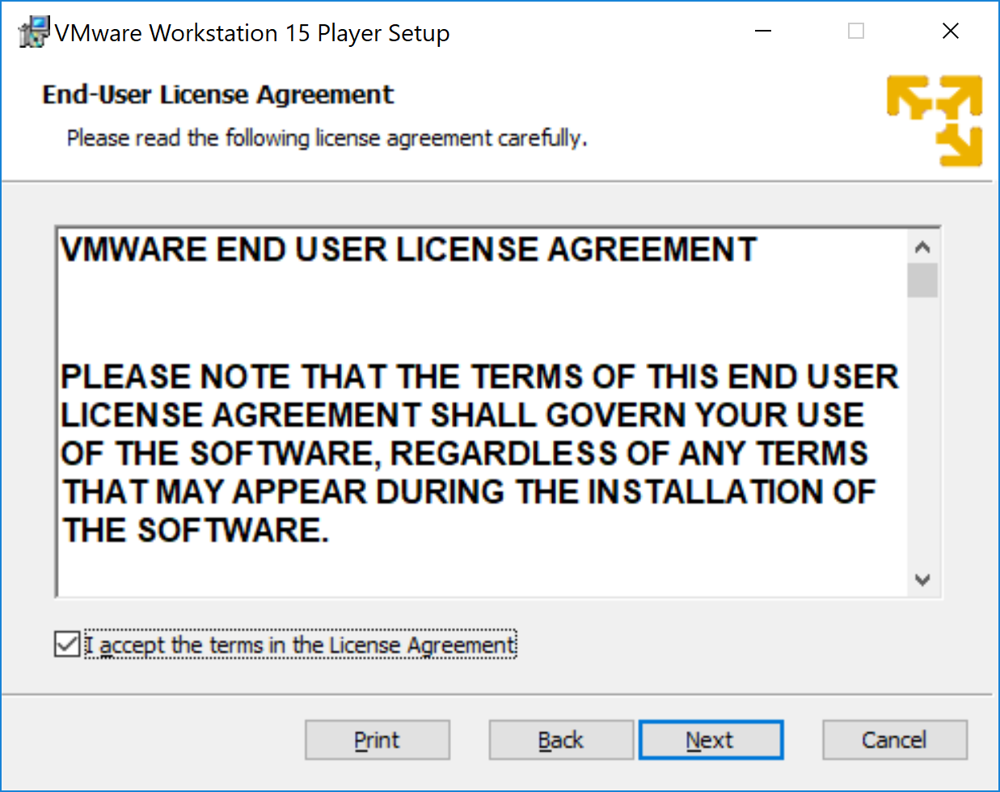 VMware Workstation 15 Player Setup
End-User License Agreement
Please read the following license agreement carefully.
VMWARE END USER LICENSE AGREEMENT
PLEASE NOTE THAT THE TERMS OF THIS END USER
LICENSE AGREEMENT SHALL GOVERN YOUR USE
OF THE SOFTWARE, REGARDLESS OF ANY TERMS
THAT MAY APPEAR DURING THE INSTALLATION OF
THE SOFTWARE.
I accept the terms in the License Agreement
Print Back Next Cancel